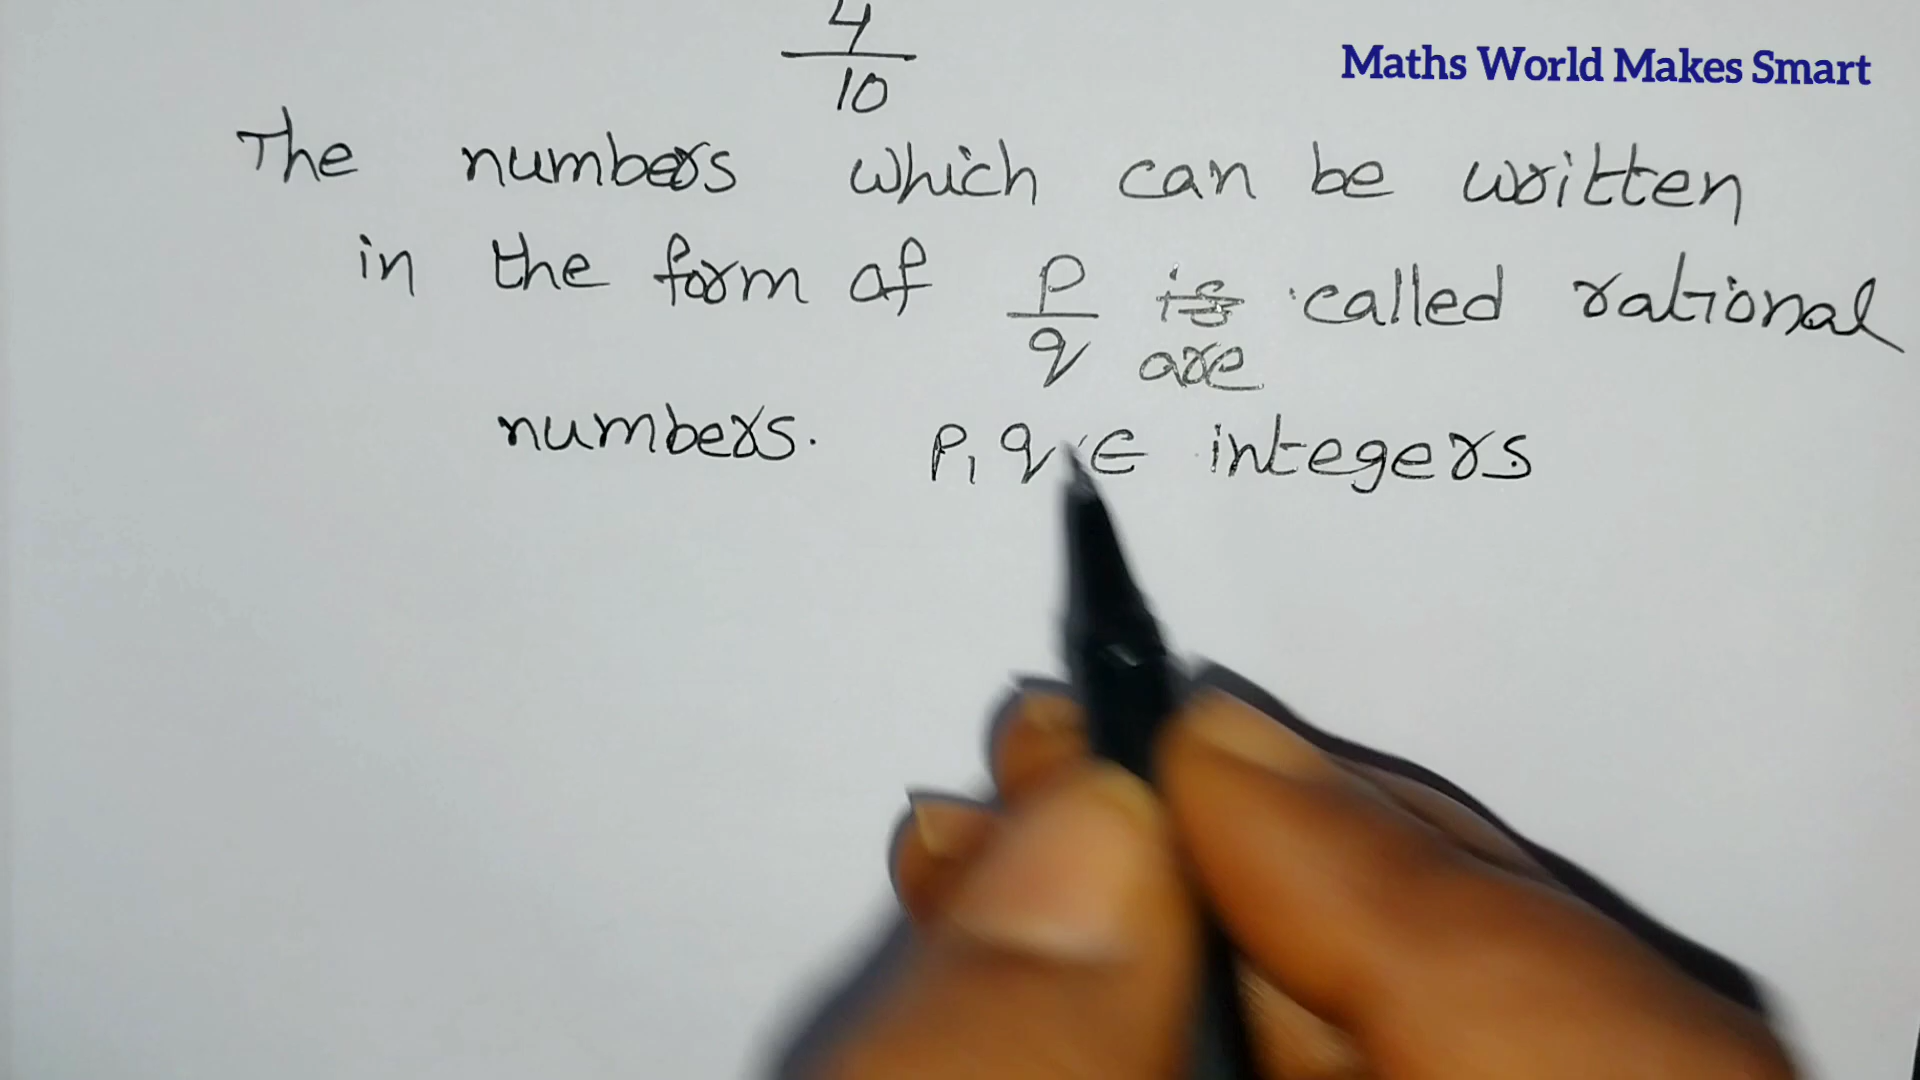 4
10
Maths World Makes Smart
The numbers which can be written
in the form of p/q is are called rational
numbers. P, q ∈ integers